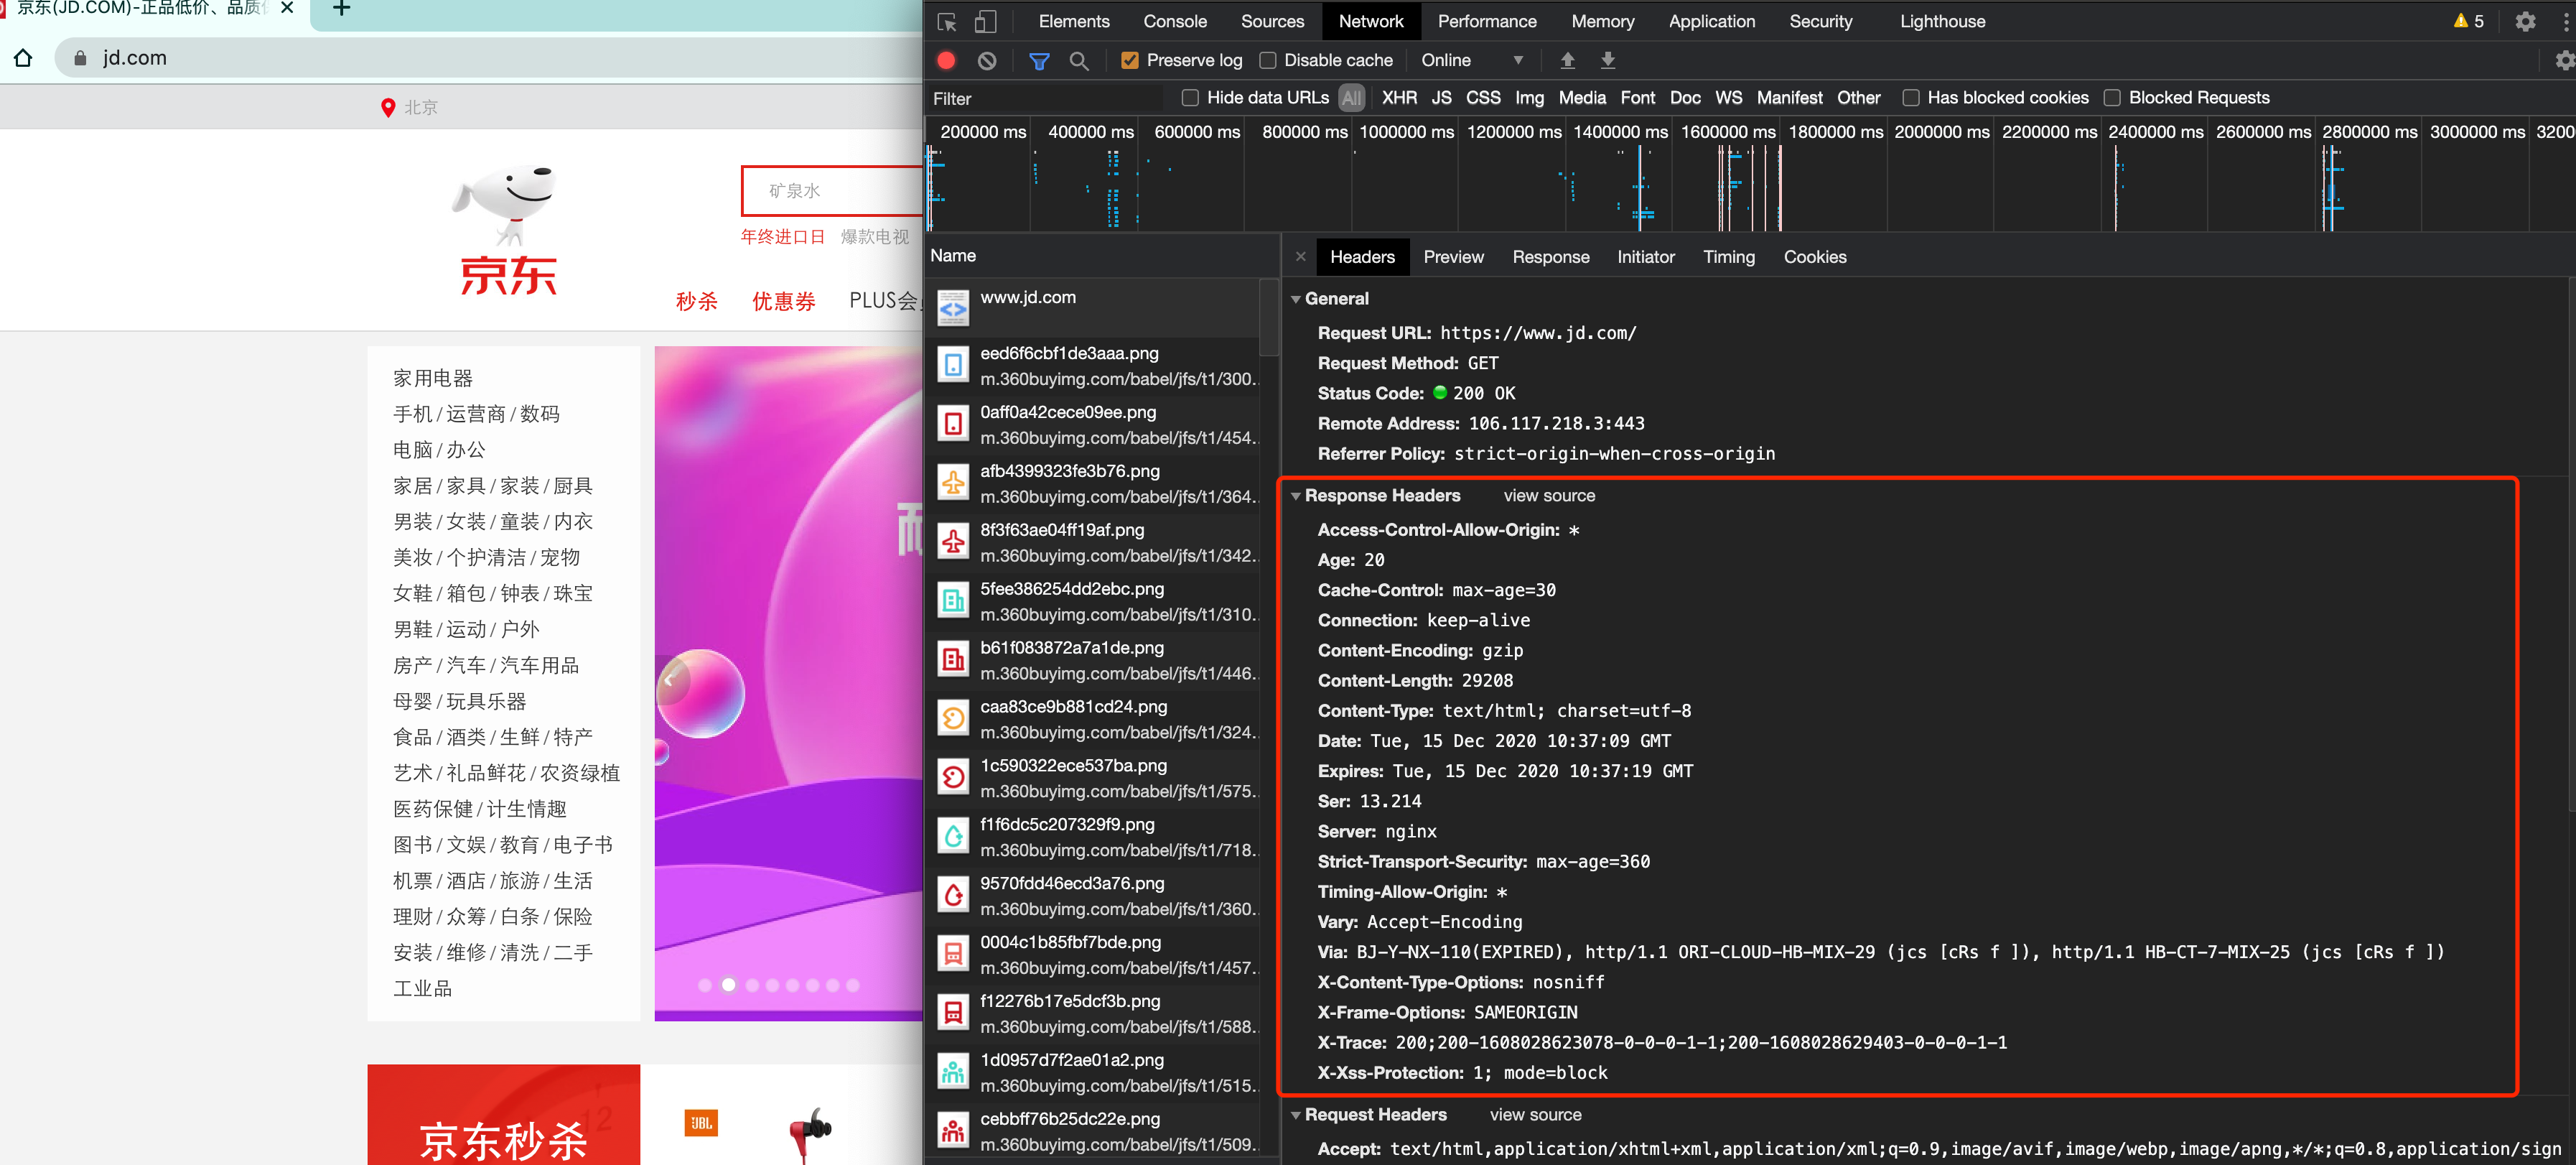 京东(JD.COM)-正品低价、品质
jd.com
北京
矿泉水
年终进口日 爆款电视
京东
秒杀 优惠券 PLUS会
家用电器
手机 / 运营商 / 数码
电脑 / 办公
家居 / 家具 / 家装 / 厨具
男装 / 女装 / 童装 / 内衣
美妆 / 个护清洁 / 宠物
女鞋 / 箱包 / 钟表 / 珠宝
男鞋 / 运动 / 户外
房产 / 汽车 / 汽车用品
母婴 / 玩具乐器
食品 / 酒类 / 生鲜 / 特产
艺术 / 礼品鲜花 / 农资绿植
医药保健 / 计生情趣
图书 / 文娱 / 教育 / 电子书
机票 / 酒店 / 旅游 / 生活
理财 / 众筹 / 白条 / 保险
安装 / 维修 / 清洗 / 二手
工业品
12
京东秒杀
JBL
Elements Console Sources Network Performance Memory Application Security Lighthouse 5
Preserve log Disable cache Online
Filter Hide data URLs All XHR JS CSS Img Media Font Doc WS Manifest Other Has blocked cookies Blocked Requests
200000 ms 400000 ms 600000 ms 800000 ms 1000000 ms 1200000 ms 1400000 ms 1600000 ms 1800000 ms 2000000 ms 2200000 ms 2400000 ms 2600000 ms 2800000 ms 3000000 ms 3200
Name
www.jd.com
eed6f6cbf1de3aaa.png
m.360buyimg.com/babel/jfs/t1/300..
0aff0a42cece09ee.png
m.360buyimg.com/babel/jfs/t1/454..
afb4399323fe3b76.png
m.360buyimg.com/babel/jfs/t1/364..
8f3f63ae04ff19af.png
m.360buyimg.com/babel/jfs/t1/342..
5fee386254dd2ebc.png
m.360buyimg.com/babel/jfs/t1/310..
b61f083872a7a1de.png
m.360buyimg.com/babel/jfs/t1/446..
caa83ce9b881cd24.png
m.360buyimg.com/babel/jfs/t1/324..
1c590322ece537ba.png
m.360buyimg.com/babel/jfs/t1/575..
f1f6dc5c207329f9.png
m.360buyimg.com/babel/jfs/t1/718..
9570fdd46ecd3a76.png
m.360buyimg.com/babel/jfs/t1/360..
0004c1b85fbf7bde.png
m.360buyimg.com/babel/jfs/t1/457..
f12276b17e5dcf3b.png
m.360buyimg.com/babel/jfs/t1/588..
1d0957d7f2ae01a2.png
m.360buyimg.com/babel/jfs/t1/515..
cebbff76b25dc22e.png
m.360buyimg.com/babel/jfs/t1/509..
Headers Preview Response Initiator Timing Cookies
General
Request URL: https://www.jd.com/
Request Method: GET
Status Code: 200 OK
Remote Address: 106.117.218.3:443
Referrer Policy: strict-origin-when-cross-origin
Response Headers view source
Access-Control-Allow-Origin: *
Age: 20
Cache-Control: max-age=30
Connection: keep-alive
Content-Encoding: gzip
Content-Length: 29208
Content-Type: text/html; charset=utf-8
Date: Tue, 15 Dec 2020 10:37:09 GMT
Expires: Tue, 15 Dec 2020 10:37:19 GMT
Ser: 13.214
Server: nginx
Strict-Transport-Security: max-age=360
Timing-Allow-Origin: *
Vary: Accept-Encoding
Via: BJ-Y-NX-110(EXPIRED), http/1.1 ORI-CLOUD-HB-MIX-29 (jcs [cRs f ]), http/1.1 HB-CT-7-MIX-25 (jcs [cRs f ])
X-Content-Type-Options: nosniff
X-Frame-Options: SAMEORIGIN
X-Trace: 200;200-1608028623078-0-0-0-1-1;200-1608028629403-0-0-0-1-1
X-Xss-Protection: 1; mode=block
Request Headers view source
Accept: text/html,application/xhtml+xml,application/xml;q=0.9,image/avif,image/webp,image/apng,*/*;q=0.8,application/sign